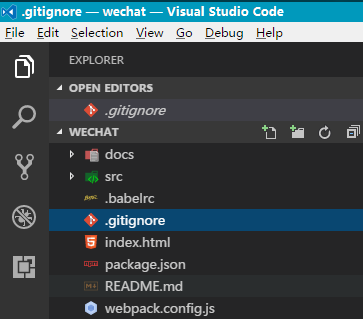 .gitignore — wechat — Visual Studio Code
File Edit Selection View Go Debug Help
EXPLORER
OPEN EDITORS
.gitignore
WECHAT
docs
src
.babelrc
.gitignore
index.html
package.json
README.md
webpack.config.js